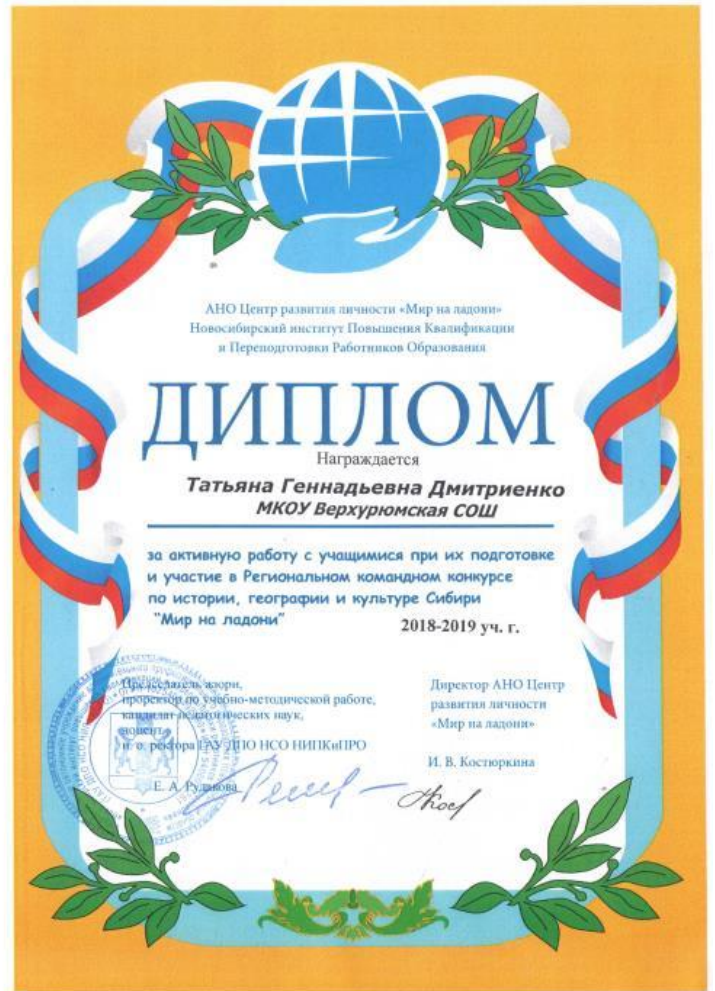 АНО Центр развития личности «Мир на ладони»
Новосибирский институт Повышения Квалификации
и Переподготовки Работников Образования
ДИПЛОМ
Награждается
Татьяна Геннадьевна Дмитриенко
МКОУ Верхурюмская СОШ
за активную работу с учащимися при их подготовке
и участие в Региональном командном конкурсе
по истории, географии и культуре Сибири
"Мир на ладони"
2018-2019 уч. г.
Председатель жюри,
проректор по учебно-методической работе,
кандидат педагогических наук,
доцент
и. о. ректора ГАУ ДПО НСО НИПКиПРО
Е. А. Рудакова
Директор АНО Центр
развития личности
«Мир на ладони»
И. В. Костюркина